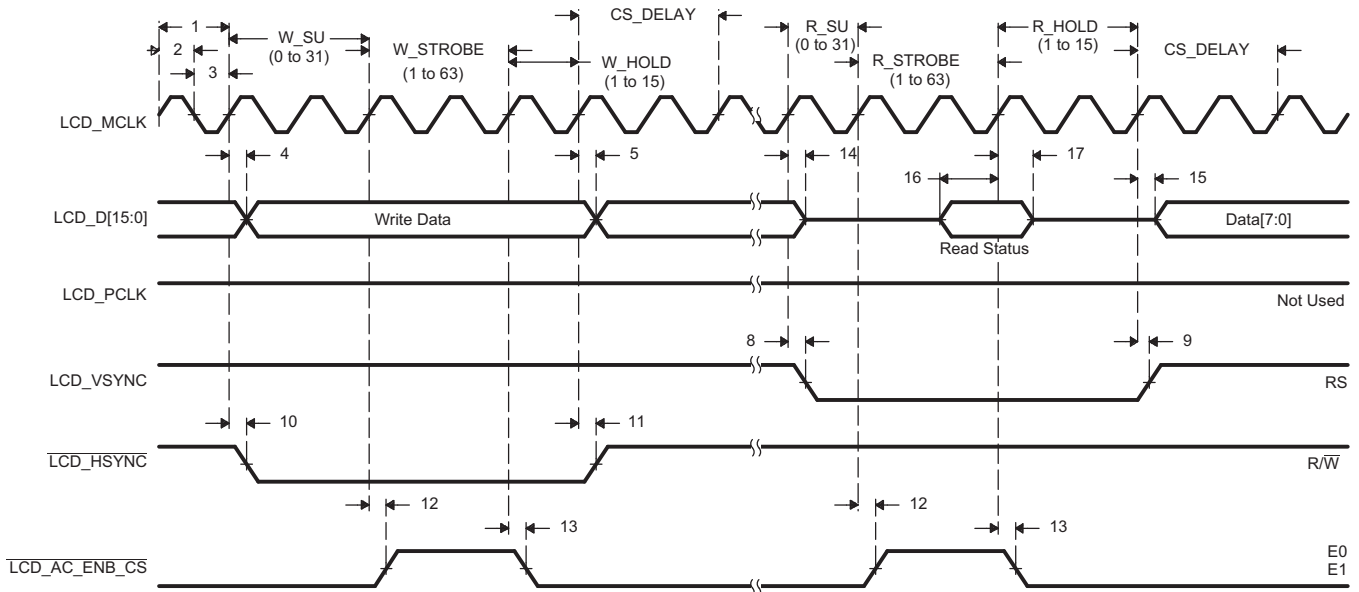 CS_DELAY
1
W_SU
(0 to 31)
R_SU
(0 to 31)
R_HOLD
(1 to 15)
2
W_STROBE
(1 to 63)
W_HOLD
(1 to 15)
R_STROBE
(1 to 63)
CS_DELAY
3
LCD_MCLK
4
5
14
17
16
15
LCD_D[15:0]
Write Data
Data[7:0]
Read Status
LCD_PCLK
Not Used
8
9
LCD_VSYNC
RS
10
11
LCD_HSYNC
R/W
12
13
12
13
LCD_AC_ENB_CS
E0
E1